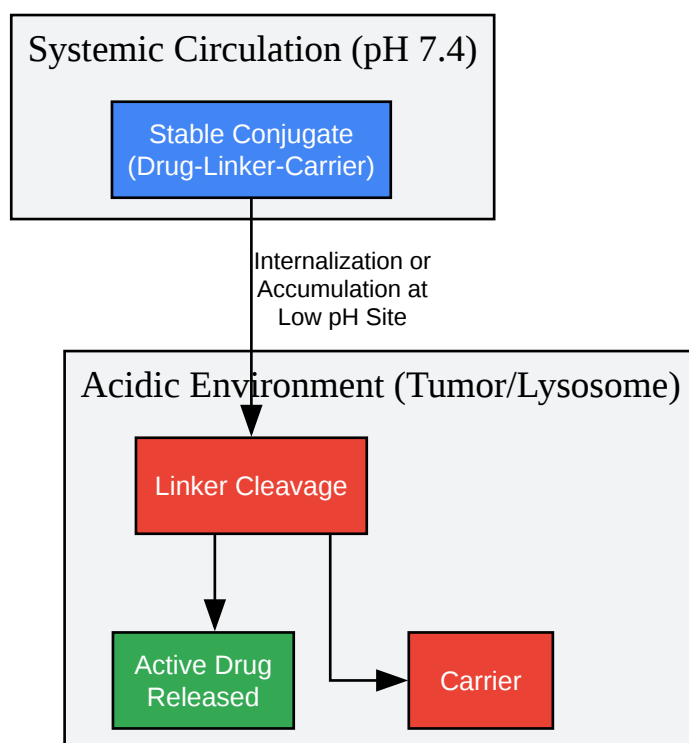 Systemic Circulation (pH 7.4)
Stable Conjugate
(Drug-Linker-Carrier)
Internalization or
Accumulation at
Low pH Site
Acidic Environment (Tumor/Lysosome)
Linker Cleavage
Active Drug
Released
Carrier